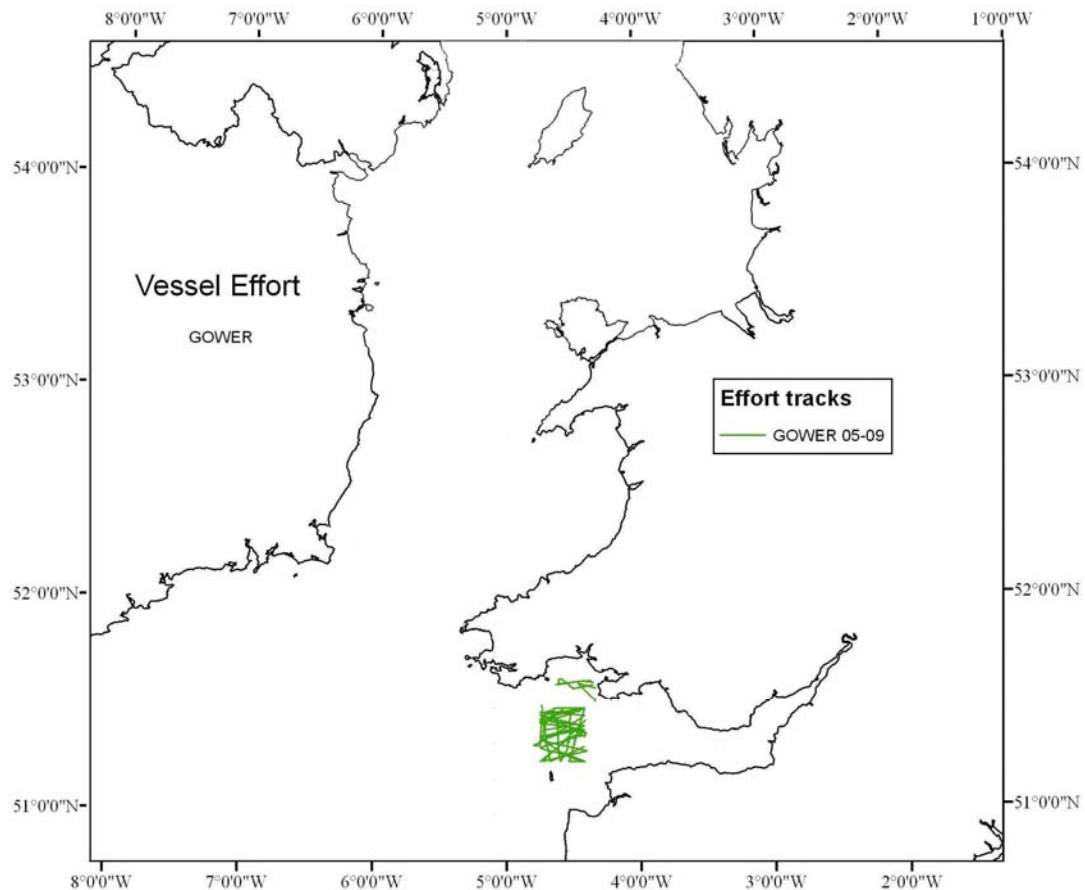 8°0'0"W 7°0'0"W 6°0'0"W 5°0'0"W 4°0'0"W 3°0'0"W 2°0'0"W 1°0'0"W
54°0'0"N 54°0'0"N
Vessel Effort
GOWER
53°0'0"N 53°0'0"N
Effort tracks
GOWER 05-09
52°0'0"N 52°0'0"N
51°0'0"N 51°0'0"N
8°0'0"W 7°0'0"W 6°0'0"W 5°0'0"W 4°0'0"W 3°0'0"W 2°0'0"W